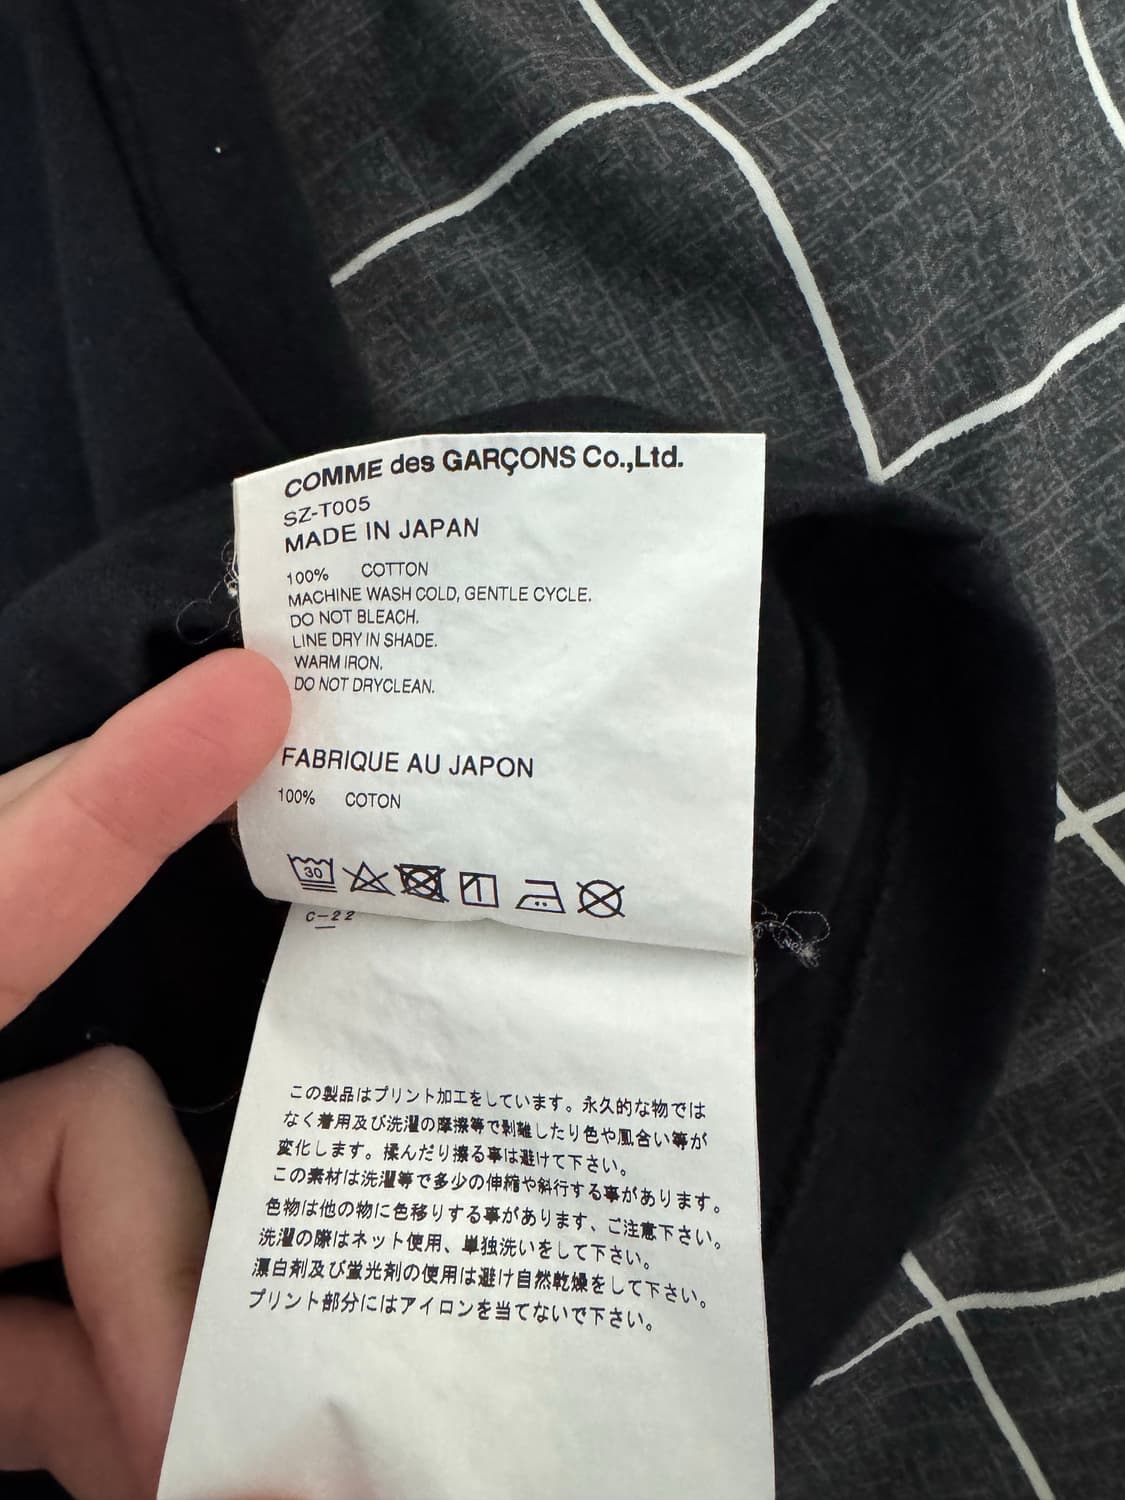 COMME des GARÇONS Co.,Ltd.
SZ-T005
MADE IN JAPAN
100% COTTON
MACHINE WASH COLD, GENTLE CYCLE.
DO NOT BLEACH.
LINE DRY IN SHADE.
WARM IRON.
DO NOT DRYCLEAN.
FABRIQUE AU JAPON
100% COTON
30
C-22
この製品はプリント加工をしています。永久的な物では
なく着用及び洗濯の摩擦等で剥離したり色や風合い等が
変化します。揉んだり擦る事は避けて下さい。
この素材は洗濯等で多少の伸縮や斜行する事があります。
色物は他の物に色移りする事があります、ご注意下さい。
洗濯の際はネット使用、単独洗いをして下さい。
漂白剤及び蛍光剤の使用は避け自然乾燥をして下さい。
プリント部分にはアイロンを当てないで下さい。